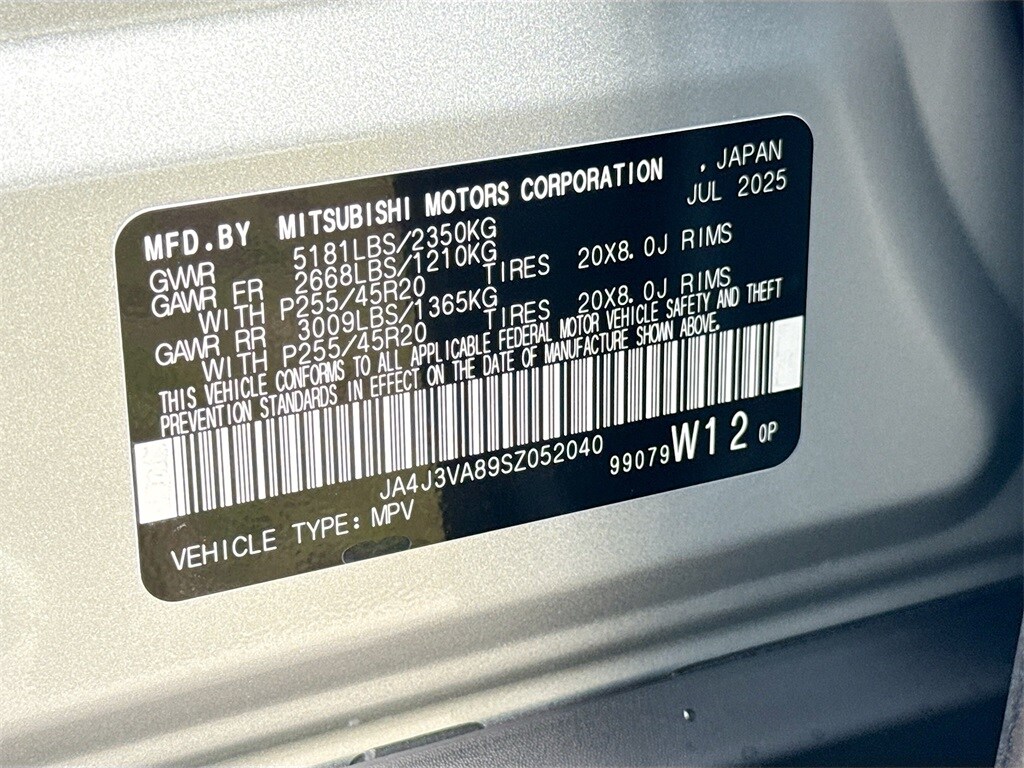 MFD.BY MITSUBISHI MOTORS CORPORATION , JAPAN
JUL 2025
GVWR 5181LBS/2350KG
GAWR FR 2668LBS/1210KG
WITH P255/45R20 TIRES 20X8.0J RIMS
GAWR RR 3009LBS/1365KG
WITH P255/45R20 TIRES 20X8.0J RIMS
THIS VEHICLE CONFORMS TO ALL APPLICABLE FEDERAL MOTOR VEHICLE SAFETY AND THEFT
PREVENTION STANDARDS IN EFFECT ON THE DATE OF MANUFACTURE SHOWN ABOVE.
JA4J3VA89SZ052040
99079 W12 0P
VEHICLE TYPE: MPV